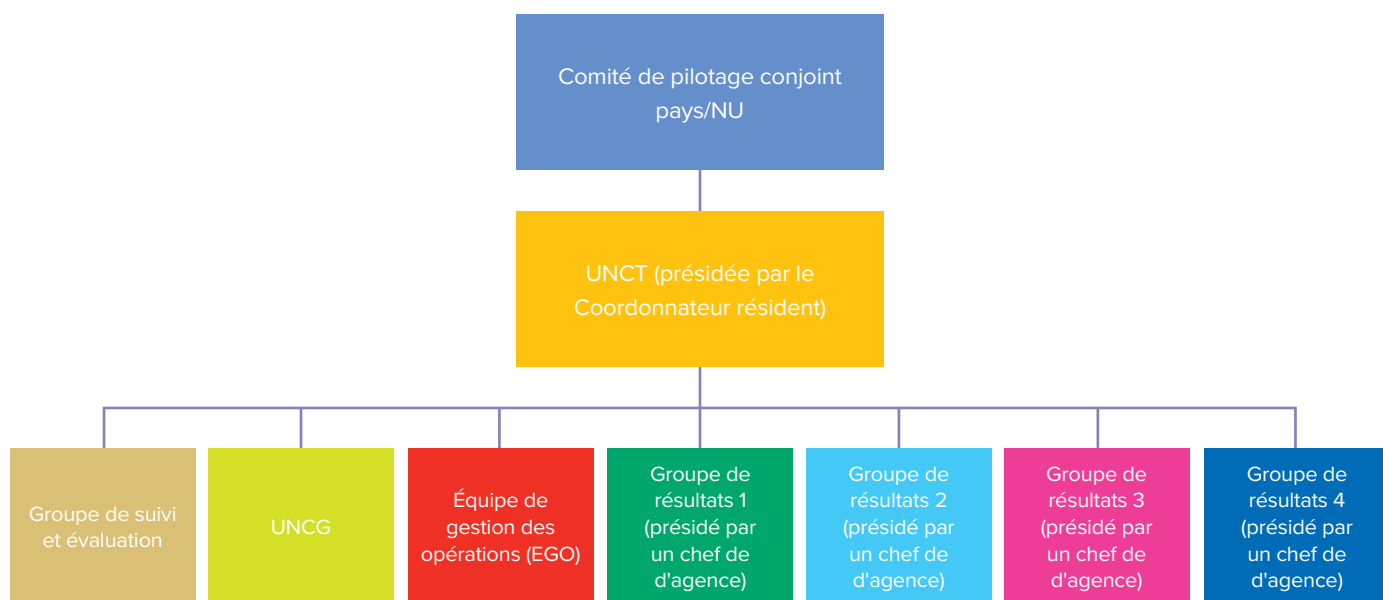 Comité de pilotage conjoint
pays/NU
UNCT (présidée par le
Coordonnateur résident)
Groupe de suivi
et évaluation
UNCG
Équipe de
gestion des
opérations (EGO)
Groupe de
résultats 1
(présidé par
un chef de
d'agence)
Groupe de
résultats 2
(présidé par
un chef de
d'agence)
Groupe de
résultats 3
(présidé par
un chef de
d'agence)
Groupe de
résultats 4
(présidé par
un chef de
d'agence)